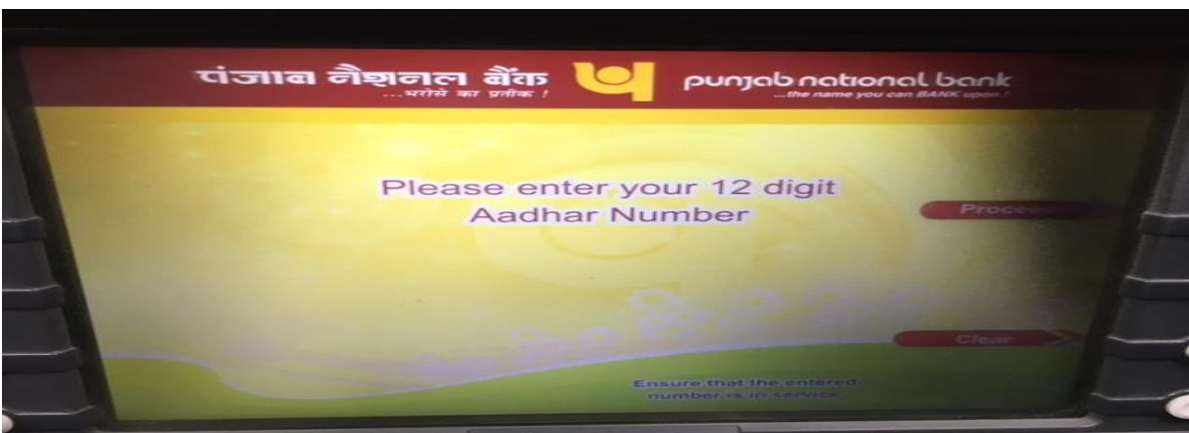 पंजाब नैशनल बैंक
...भरोसे का प्रतीक !
punjab national bank
...the name you can BANK upon !
Please enter your 12 digit
Aadhar Number
Proceed
Clear
Ensure that the entered
number is in service